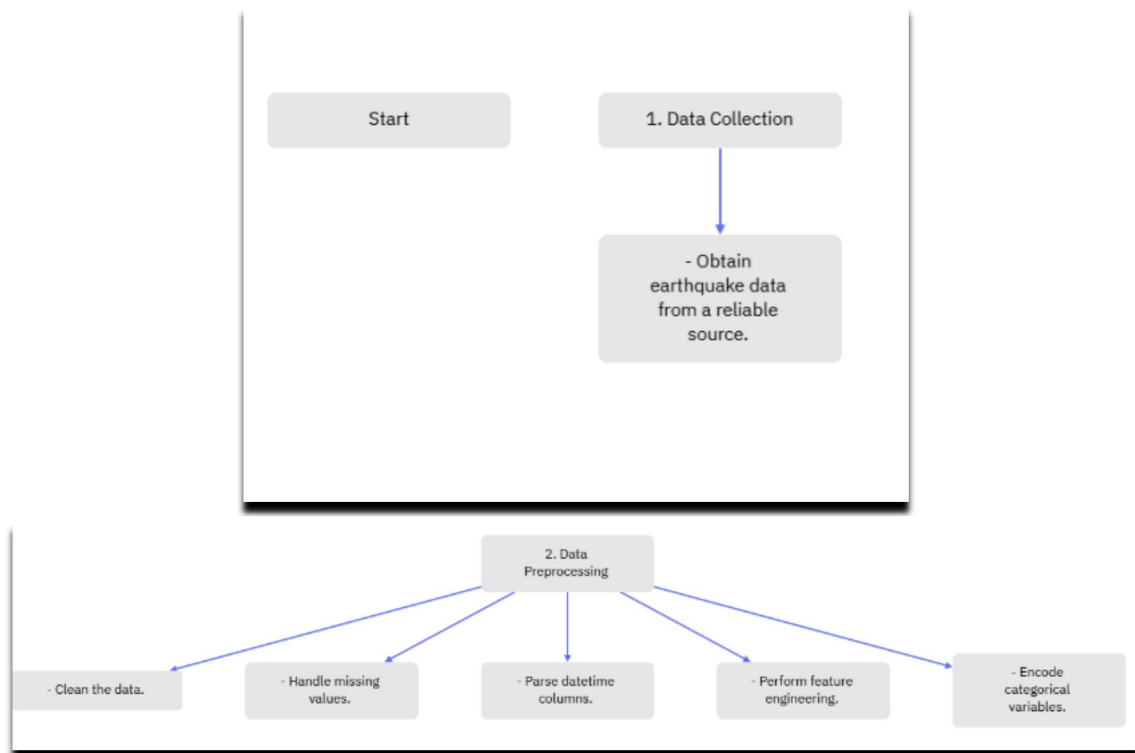 Start
1. Data Collection
- Obtain
earthquake data
from a reliable
source.
2. Data
Preprocessing
- Clean the data.
- Handle missing
values.
- Parse datetime
columns.
- Perform feature
engineering.
- Encode
categorical
variables.